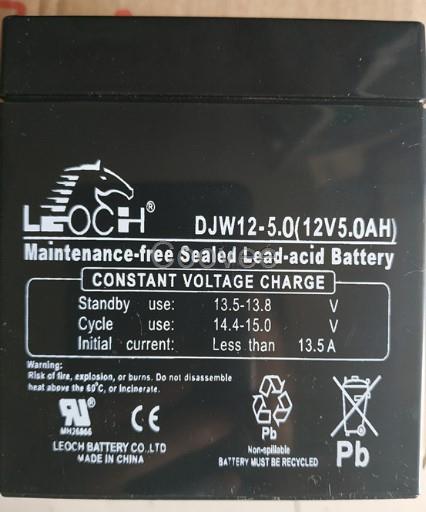 LEOCH®
DJW12-5.0(12V5.0AH)
Maintenance-free Sealed Lead-acid Battery
CONSTANT VOLTAGE CHARGE
Standby use: 13.5-13.8 V
Cycle use: 14.4-15.0 V
Initial current: Less than 13.5A
Warning:
Risk of fire, explosion, or burns. Do not disassemble
heat above the 60°C, or incinerate.
MH26866
CE
LEOCH BATTERY CO.,LTD
MADE IN CHINA
Pb
Non-spillable
BATTERY MUST BE RECYCLED
Pb